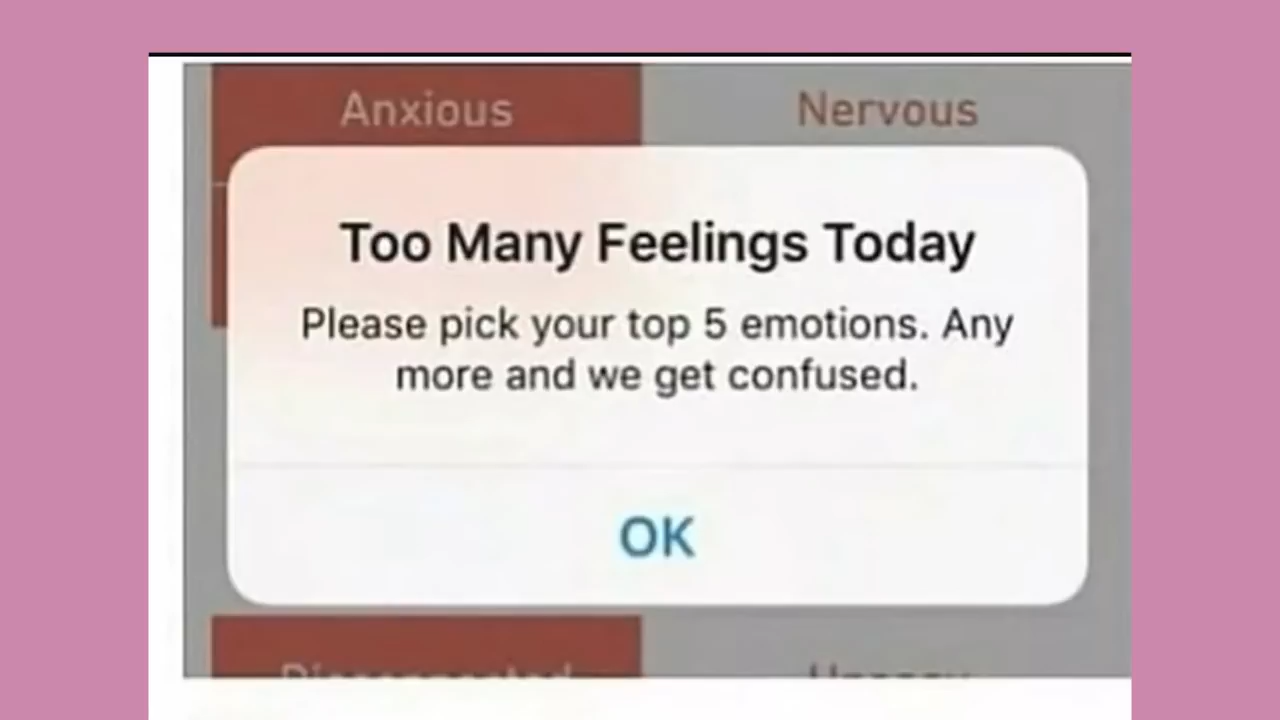 Anxious
Nervous
Too Many Feelings Today
Please pick your top 5 emotions. Any
more and we get confused.
OK